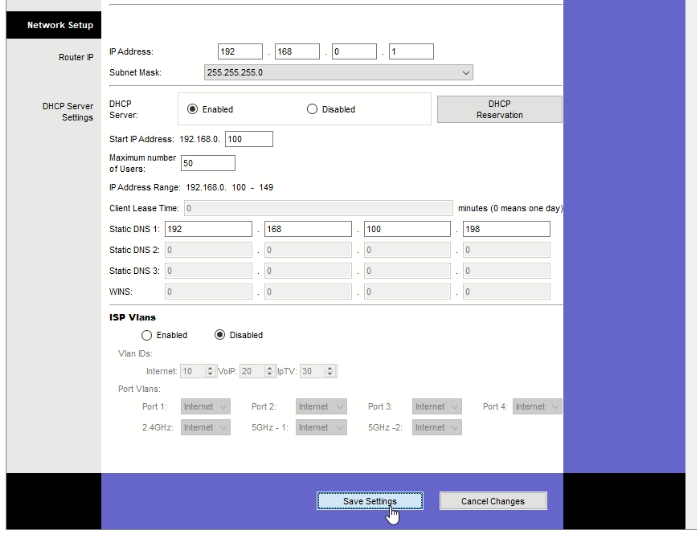 Network Setup
Router IP
IP Address: 192 . 168 . 0 . 1
Subnet Mask: 255.255.255.0
DHCP Server Settings
DHCP Server: Enabled Disabled DHCP Reservation
Start IP Address: 192.168.0. 100
Maximum number of Users: 50
IP Address Range: 192.168.0. 100 - 149
Client Lease Time: 0 minutes (0 means one day)
Static DNS 1: 192 . 168 . 100 . 198
Static DNS 2: 0 . 0 . 0 . 0
Static DNS 3: 0 . 0 . 0 . 0
WINS: 0 . 0 . 0 . 0
ISP Vlans
Enabled Disabled
Vlan IDs:
Internet: 10 VoIP: 20 IpTV: 30
Port Vlans:
Port 1: Internet Port 2: Internet Port 3: Internet Port 4: Internet
2.4GHz: Internet 5GHz - 1: Internet 5GHz -2: Internet
Save Settings Cancel Changes